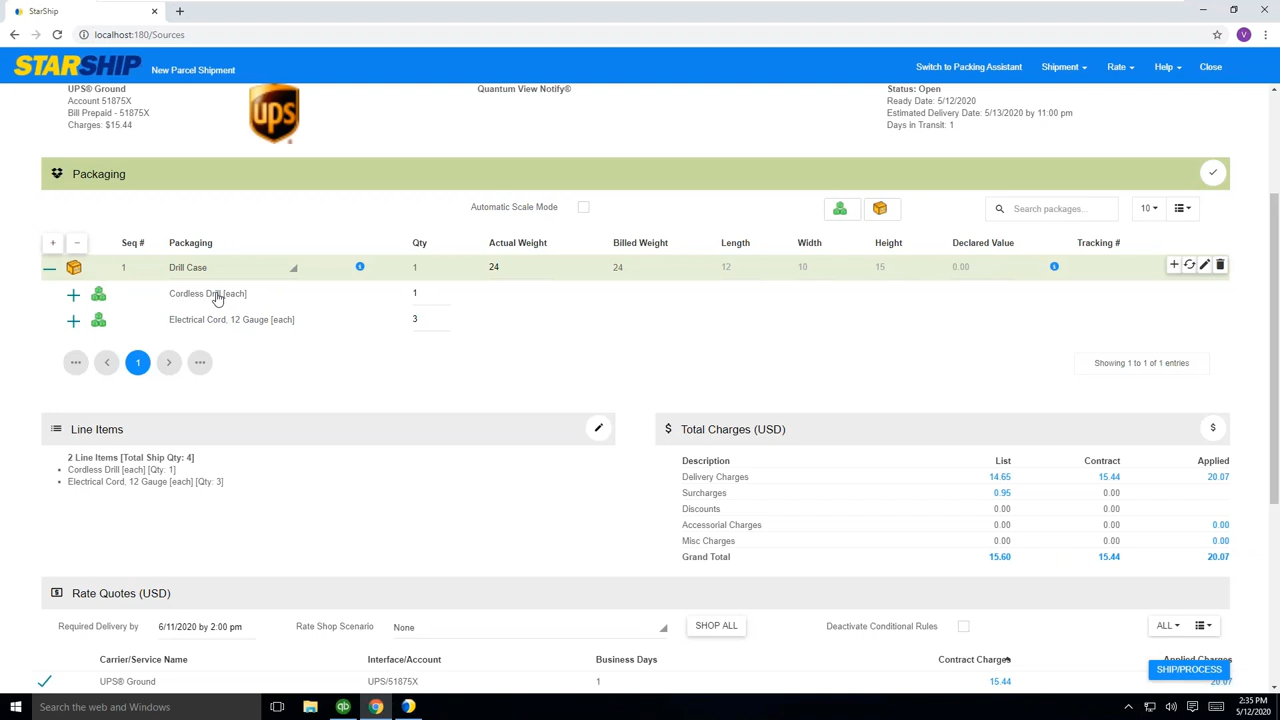 StarShip
localhost:180/Sources
V
STARSHIP New Parcel Shipment
Switch to Packing Assistant Shipment Rate Help Close
UPS® Ground
Account 51875X
Bill Prepaid - 51875X
Charges: $15.44
ups
Quantum View Notify®
Status: Open
Ready Date: 5/12/2020
Estimated Delivery Date: 5/13/2020 by 11:00 pm
Days in Transit: 1
Packaging
Automatic Scale Mode
Search packages...
10
+ − Seq # Packaging Qty Actual Weight Billed Weight Length Width Height Declared Value Tracking #
1 Drill Case 1 24 24 12 10 15 0.00
Cordless Drill [each] 1
Electrical Cord, 12 Gauge [each] 3
... < 1 > ...
Showing 1 to 1 of 1 entries
Line Items
2 Line Items [Total Ship Qty: 4]
• Cordless Drill [each] [Qty: 1]
• Electrical Cord, 12 Gauge [each] [Qty: 3]
$ Total Charges (USD) $
Description List Contract Applied
Delivery Charges 14.65 15.44 20.07
Surcharges 0.95 0.00
Discounts 0.00 0.00
Accessorial Charges 0.00 0.00 0.00
Misc Charges 0.00 0.00 0.00
Grand Total 15.60 15.44 20.07
Rate Quotes (USD)
Required Delivery by 6/11/2020 by 2:00 pm Rate Shop Scenario None SHOP ALL Deactivate Conditional Rules ALL
Carrier/Service Name Interface/Account Business Days Contract Charges Applied Charges
SHIP/PROCESS
UPS® Ground UPS/51875X 1 15.44 20.07
Search the web and Windows
qb
2:35 PM
5/12/2020